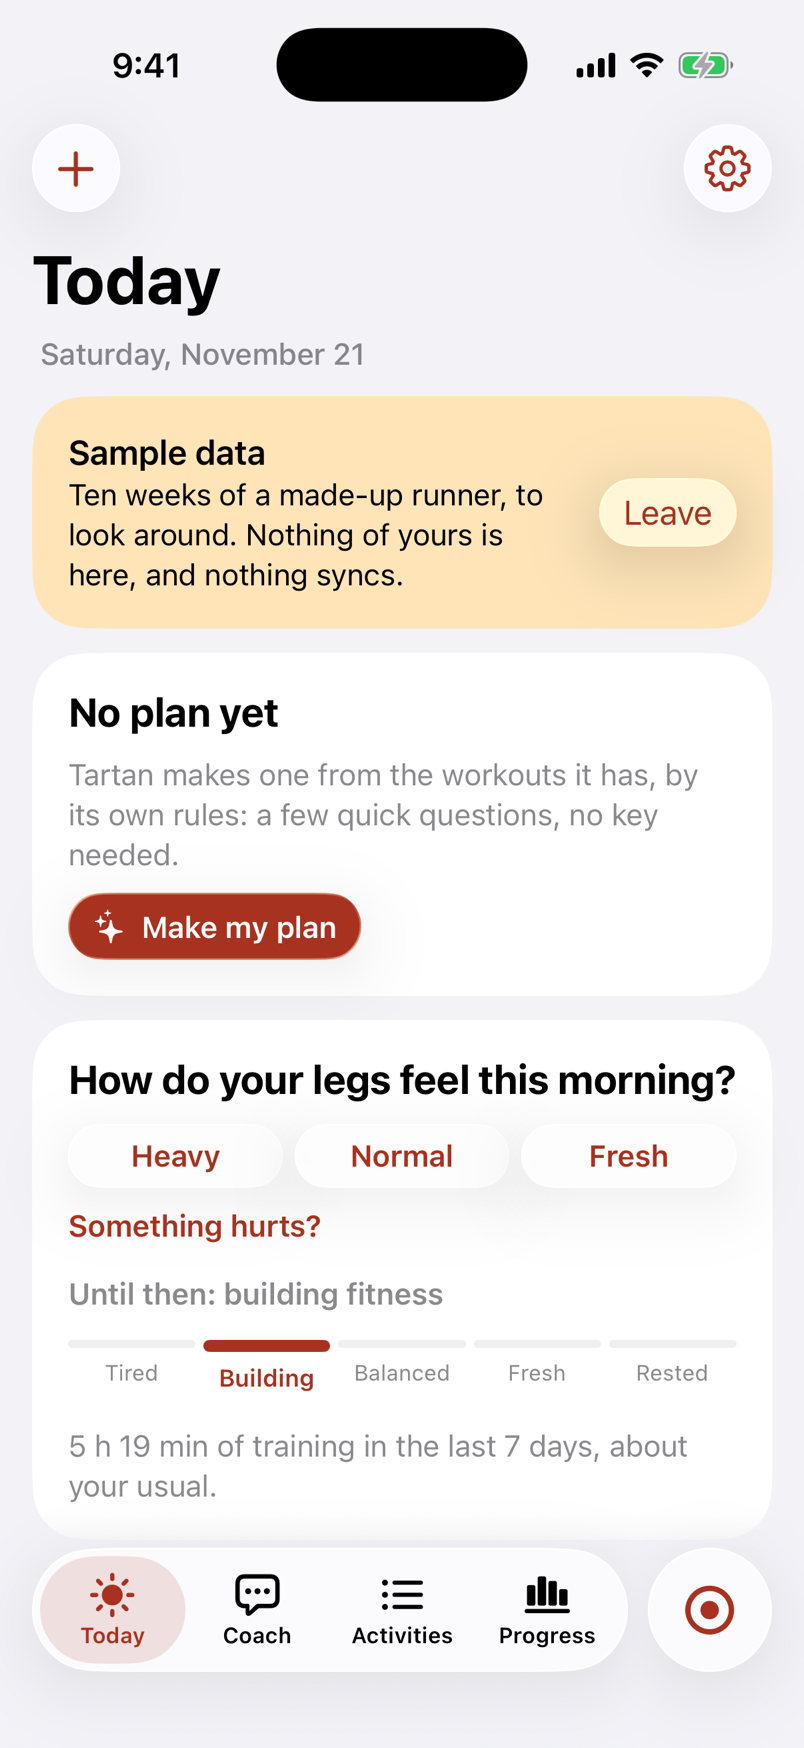 9:41
Today
Saturday, November 21
Sample data
Ten weeks of a made-up runner, to
look around. Nothing of yours is
here, and nothing syncs.
Leave
No plan yet
Tartan makes one from the workouts it has, by
its own rules: a few quick questions, no key
needed.
Make my plan
How do your legs feel this morning?
Heavy
Normal
Fresh
Something hurts?
Until then: building fitness
Tired
Building
Balanced
Fresh
Rested
5 h 19 min of training in the last 7 days, about
your usual.
Today
Coach
Activities
Progress